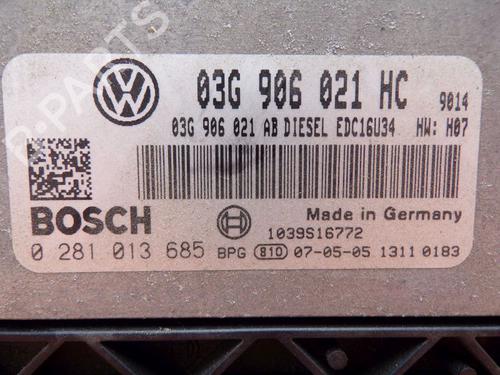 03G 906 021 HC 9014
03G 906 021 AB DIESEL EDC16U34 HW: H07
BOSCH
Made in Germany
1039S16772
0 281 013 685 BPG 810 07-05-05 1311 0183